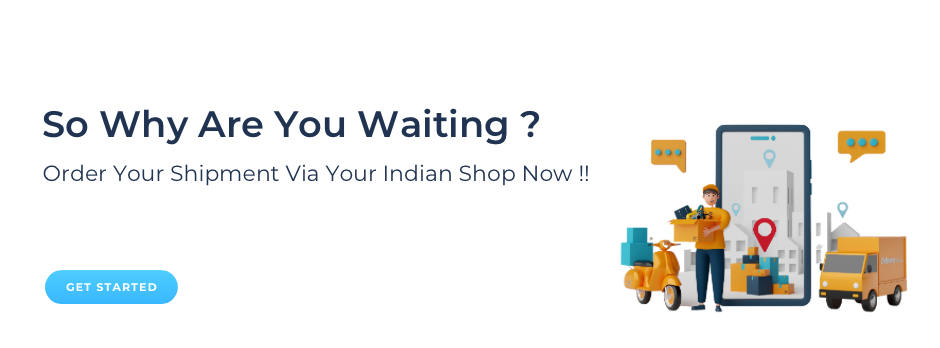 So Why Are You Waiting ?
Order Your Shipment Via Your Indian Shop Now !!
GET STARTED